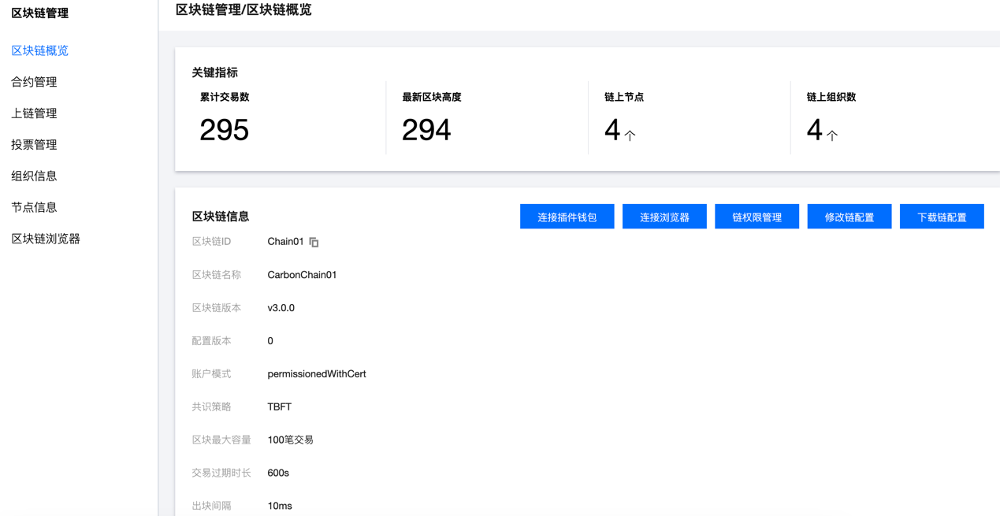 区块链管理
区块链概览
合约管理
上链管理
投票管理
组织信息
节点信息
区块链浏览器
区块链管理/区块链概览
关键指标
累计交易数
295
最新区块高度
294
链上节点
4个
链上组织数
4个
区块链信息
连接插件钱包
连接浏览器
链权限管理
修改链配置
下载链配置
区块链ID Chain01
区块链名称 CarbonChain01
区块链版本 v3.0.0
配置版本 0
账户模式 permissionedWithCert
共识策略 TBFT
区块最大容量 100笔交易
交易过期时长 600s
出块间隔 10ms